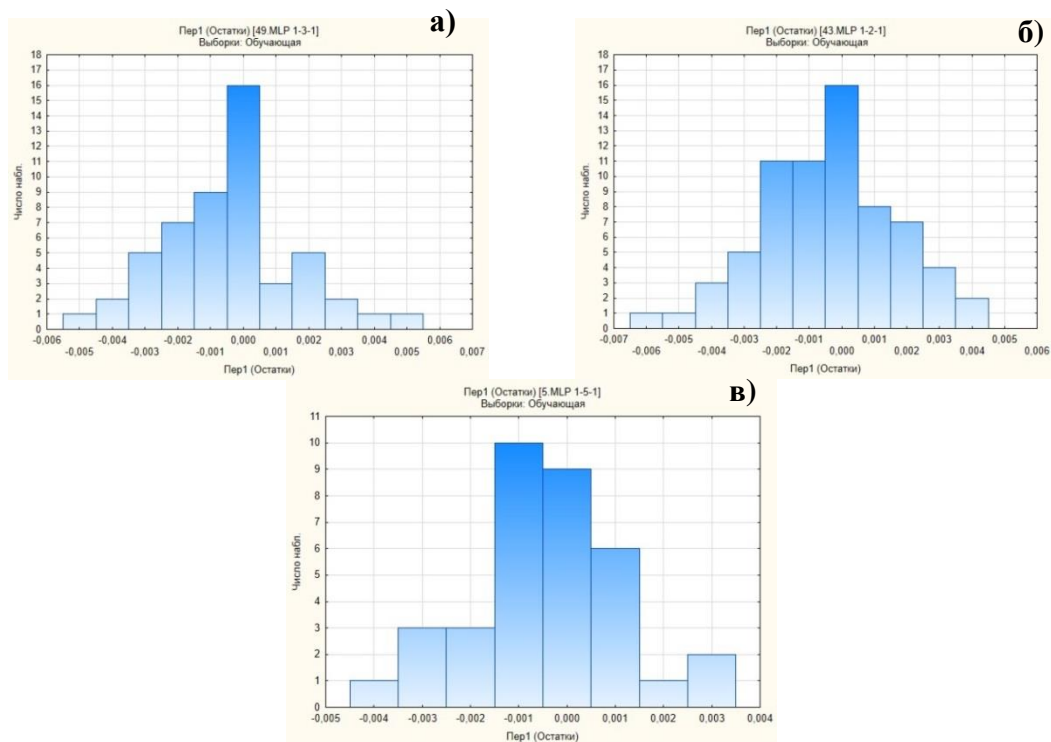 а)
Пер1 (Остатки) [49.MLP 1-3-1]
Выборки: Обучающая
18
17
16
15
14
13
12
11
10
9
8
7
6
5
4
3
2
1
0
Число набл.
-0,006 -0,004 -0,002 0,000 0,002 0,004 0,006
-0,005 -0,003 -0,001 0,001 0,003 0,005 0,007
Пер1 (Остатки)
б)
Пер1 (Остатки) [43.MLP 1-2-1]
Выборки: Обучающая
18
17
16
15
14
13
12
11
10
9
8
7
6
5
4
3
2
1
0
Число набл.
-0,007 -0,005 -0,003 -0,001 0,001 0,003 0,005
-0,006 -0,004 -0,002 0,000 0,002 0,004 0,006
Пер1 (Остатки)
в)
Пер1 (Остатки) [5.MLP 1-5-1]
Выборки: Обучающая
11
10
9
8
7
6
5
4
3
2
1
0
Число набл.
-0,005 -0,004 -0,003 -0,002 -0,001 0,000 0,001 0,002 0,003 0,004
Пер1 (Остатки)